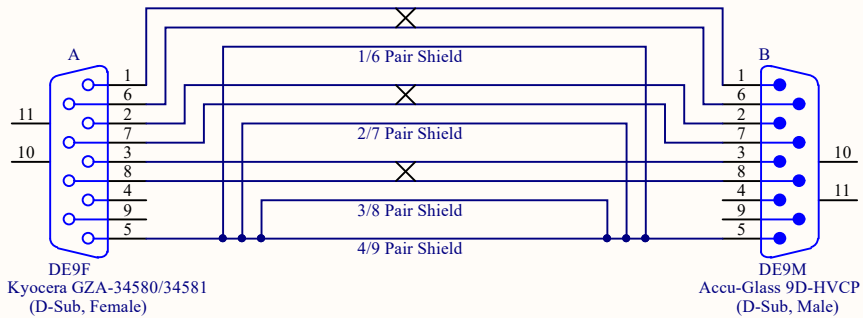 A
B
1/6 Pair Shield
1
1
6
6
11
2
2
2/7 Pair Shield
7
7
10
3
3
10
8
8
4
3/8 Pair Shield
4
11
9
9
5
4/9 Pair Shield
5
DE9F
DE9M
Kyocera GZA-34580/34581
Accu-Glass 9D-HVCP
(D-Sub, Female)
(D-Sub, Male)